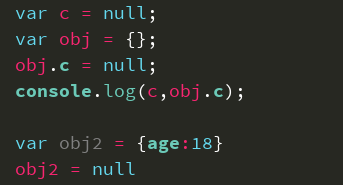 var c = null;
var obj = {};
obj.c = null;
console.log(c,obj.c);
var obj2 = {age:18}
obj2 = null